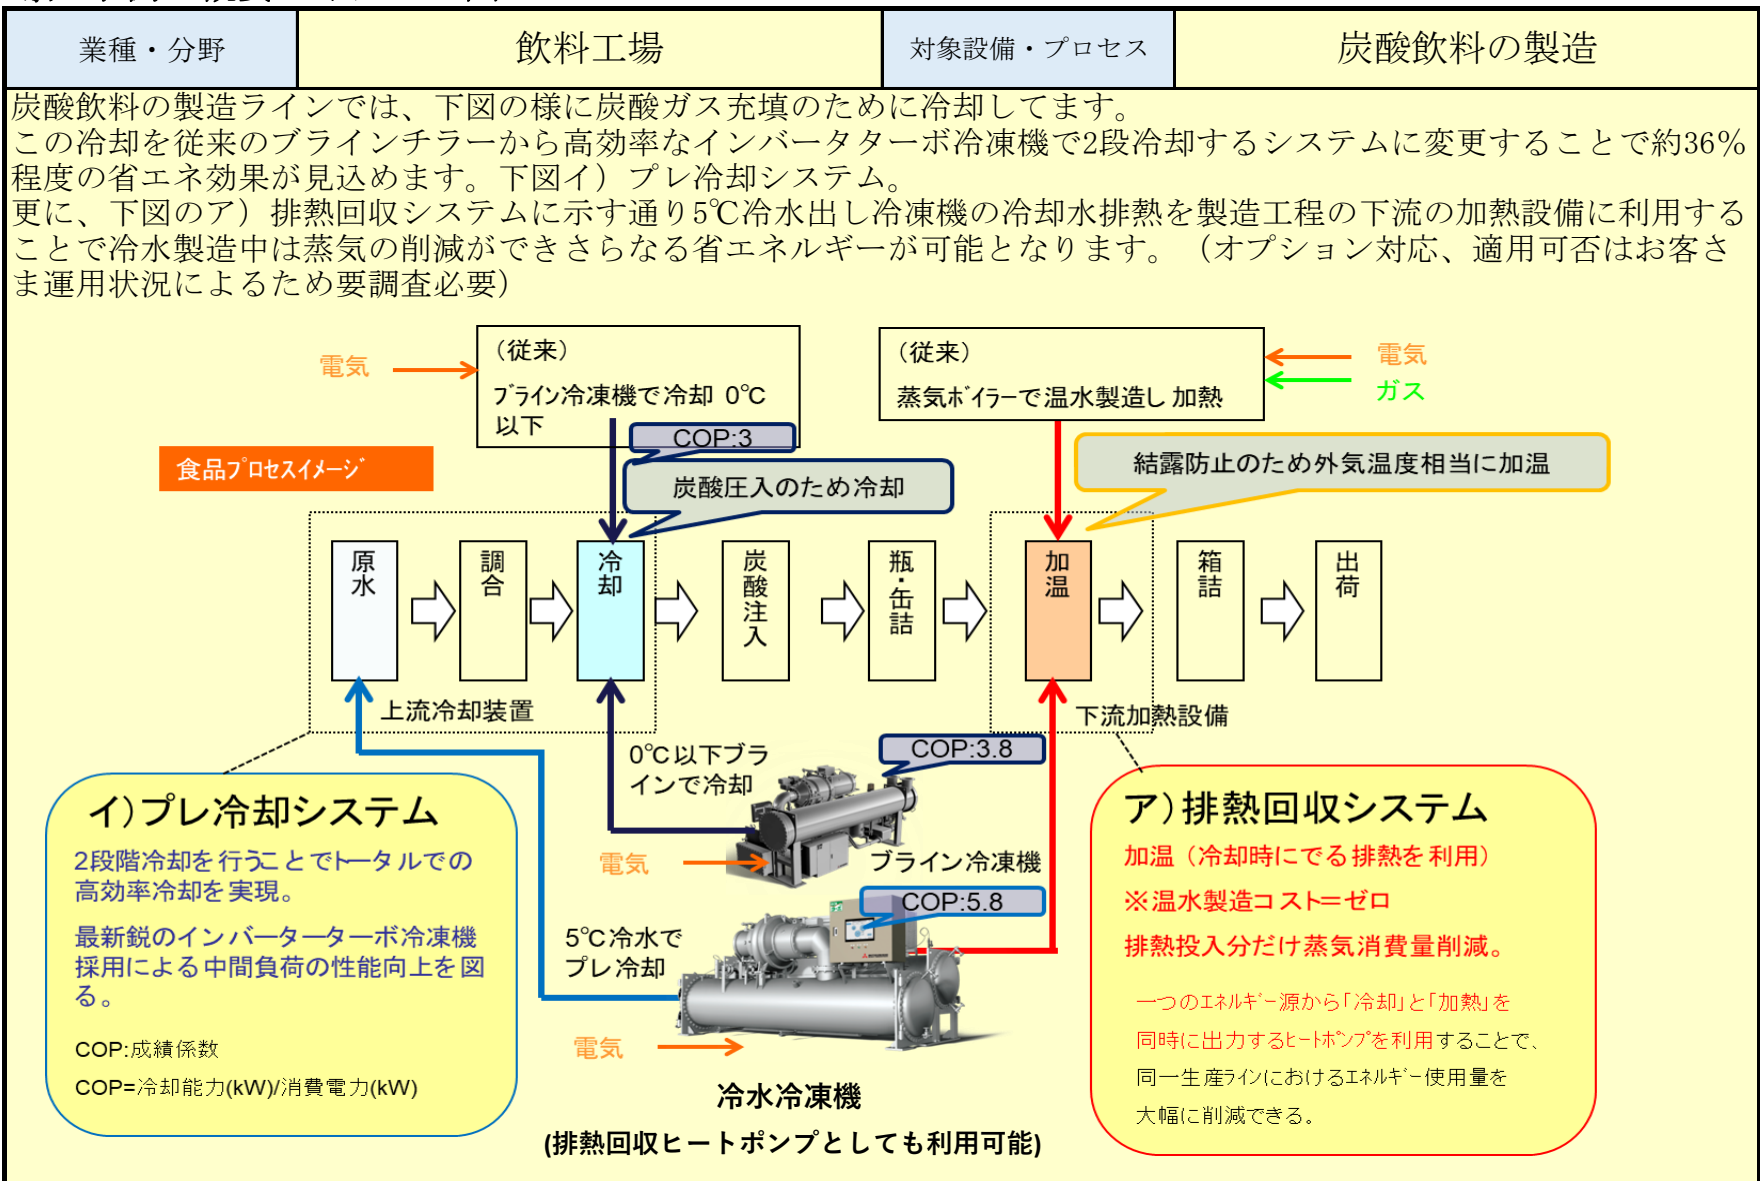 業種・分野
飲料工場
対象設備・プロセス
炭酸飲料の製造
炭酸飲料の製造ラインでは、下図の様に炭酸ガス充填のために冷却してます。
この冷却を従来のブラインチラーから高効率なインバータターボ冷凍機で2段冷却するシステムに変更することで約36%
程度の省エネ効果が見込めます。下図イ）プレ冷却システム。
更に、下図のア）排熱回収システムに示す通り5℃冷水出し冷凍機の冷却水排熱を製造工程の下流の加熱設備に利用する
ことで冷水製造中は蒸気の削減ができさらなる省エネルギーが可能となります。（オプション対応、適用可否はお客さ
ま運用状況によるため要調査必要）
電気
（従来）
ﾌﾞﾗｲﾝ冷凍機で冷却 0℃
以下
COP:3
（従来）
蒸気ﾎﾞｲﾗｰで温水製造し加熱
電気
ガス
食品ﾌﾟﾛｾｽｲﾒｰｼﾞ
炭酸圧入のため冷却
結露防止のため外気温度相当に加温
原水
調合
冷却
炭酸注入
瓶・缶詰
加温
箱詰
出荷
上流冷却装置
下流加熱設備
0℃以下ブラ
インで冷却
COP:3.8
電気
ブライン冷凍機
COP:5.8
5℃冷水で
プレ冷却
電気
冷水冷凍機
(排熱回収ヒートポンプとしても利用可能)
イ）プレ冷却システム
2段階冷却を行うことでトータルでの
高効率冷却を実現。
最新鋭のインバーターターボ冷凍機
採用による中間負荷の性能向上を図
る。
COP:成績係数
COP=冷却能力(kW)/消費電力(kW)
ア）排熱回収システム
加温（冷却時にでる排熱を利用）
※温水製造コスト＝ゼロ
排熱投入分だけ蒸気消費量削減。
一つのｴﾈﾙｷﾞｰ源から「冷却」と「加熱」を
同時に出力するﾋｰﾄﾎﾟﾝﾌﾟを利用することで、
同一生産ﾗｲﾝにおけるｴﾈﾙｷﾞｰ使用量を
大幅に削減できる。